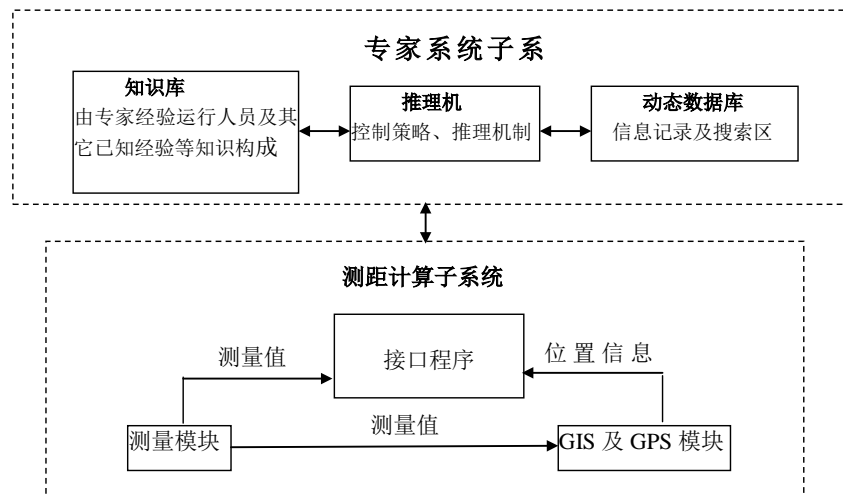 专家系统子系
知识库
由专家经验运行人员及其
它已知经验等知识构成
推理机
控制策略、推理机制
动态数据库
信息记录及搜索区
测距计算子系统
测量值
接口程序
位置信息
测量值
测量模块
GIS 及 GPS 模块